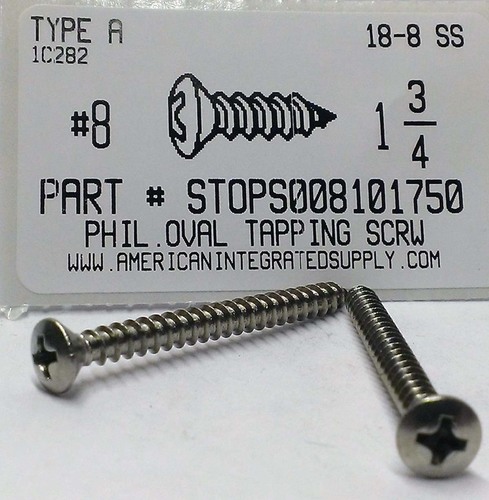 TYPE A
18-8 SS
1C282
#8
1 3/4
PART # STOPS008101750
PHIL.OVAL TAPPING SCRW
WWW.AMERICANINTEGRATEDSUPPLY.COM